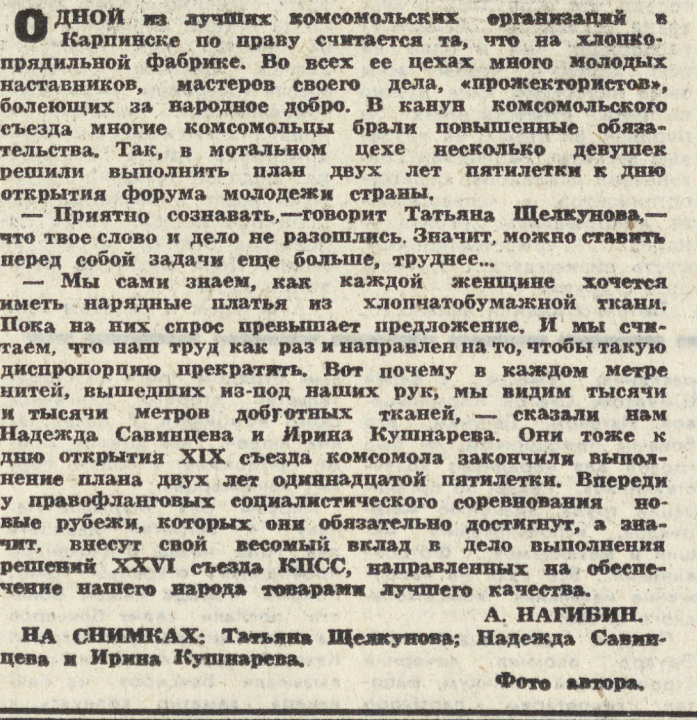 ОДНОЙ из лучших комсомольских организаций в
Карпинске по праву считается та, что на хлопко-
прядильной фабрике. Во всех ее цехах много молодых
наставников, мастеров своего дела, «прожектористов»,
болеющих за народное добро. В канун комсомольского
съезда многие комсомольцы брали повышенные обяза-
тельства. Так, в мотальном цехе несколько девушек
решили выполнить план двух лет пятилетки к дню
открытия форума молодежи страны.
— Приятно сознавать,—говорит Татьяна Щелкунова,—
что твое слово и дело не разошлись. Значит, можно ставить
перед собой задачи еще больше, труднее...
— Мы сами знаем, как каждой женщине хочется
иметь нарядные платья из хлопчатобумажной ткани.
Пока на них спрос превышает предложение. И мы счи-
таем, что наш труд как раз и направлен на то, чтобы такую
диспропорцию прекратить. Вот почему в каждом метре
нитей, вышедших из-под наших рук, мы видим тысячи
и тысячи метров добротных тканей, — сказали нам
Надежда Савинцева и Ирина Кушнарева. Они тоже к
дню открытия XIX съезда комсомола закончили выпол-
нение плана двух лет одиннадцатой пятилетки. Впереди
у правофланговых социалистического соревнования но-
вые рубежи, которых они обязательно достигнут, а зна-
чит, внесут свой весомый вклад в дело выполнения
решений XXVI съезда КПСС, направленных на обеспе-
чение нашего народа товарами лучшего качества.
А. НАГИБИН.
НА СНИМКАХ: Татьяна Щелкунова; Надежда Савин-
цева и Ирина Кушнарева.
Фото автора.